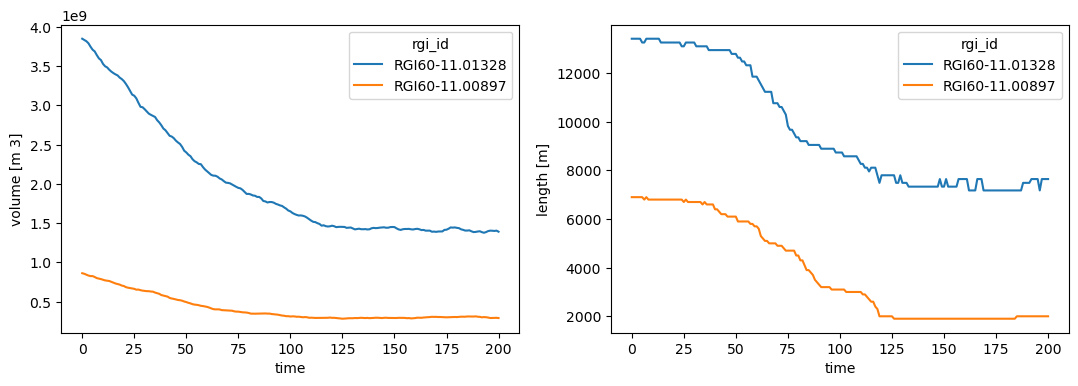 1e9
4.0
3.5
3.0
2.5
2.0
1.5
1.0
0.5
volume [m 3]
0 25 50 75 100 125 150 175 200
time
rgi_id
RGI60-11.01328
RGI60-11.00897
12000
10000
8000
6000
4000
2000
length [m]
0 25 50 75 100 125 150 175 200
time
rgi_id
RGI60-11.01328
RGI60-11.00897